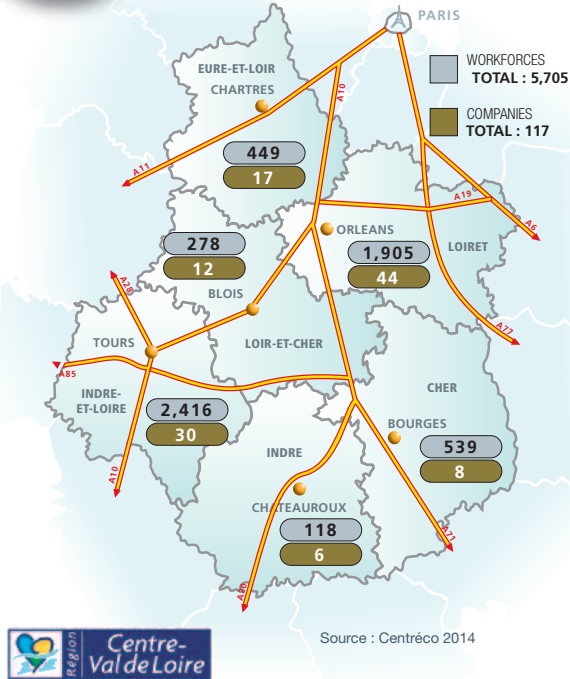 PARIS
WORKFORCES
TOTAL : 5,705
COMPANIES
TOTAL : 117
EURE-ET-LOIR
CHARTRES
A10
A11
449
17
A19
A6
ORLEANS
LOIRET
1,905
44
278
12
BLOIS
A28
A77
TOURS
LOIR-ET-CHER
A85
INDRE-
ET-LOIRE
CHER
2,416
30
BOURGES
539
8
INDRE
A10
CHATEAUROUX
118
6
A71
A20
Source : Centréco 2014
Région
Centre-
Val de Loire